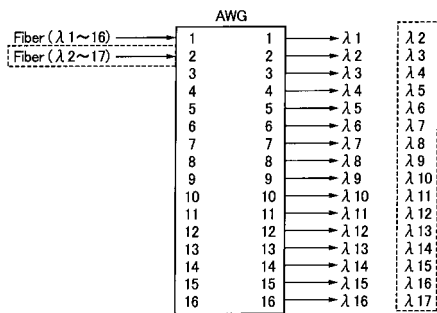 AWG
Fiber (λ1~16) 1 1 λ1 λ2
Fiber (λ2~17) 2 2 λ2 λ3
3 3 λ3 λ4
4 4 λ4 λ5
5 5 λ5 λ6
6 6 λ6 λ7
7 7 λ7 λ8
8 8 λ8 λ9
9 9 λ9 λ10
10 10 λ10 λ11
11 11 λ11 λ12
12 12 λ12 λ13
13 13 λ13 λ14
14 14 λ14 λ15
15 15 λ15 λ16
16 16 λ16 λ17